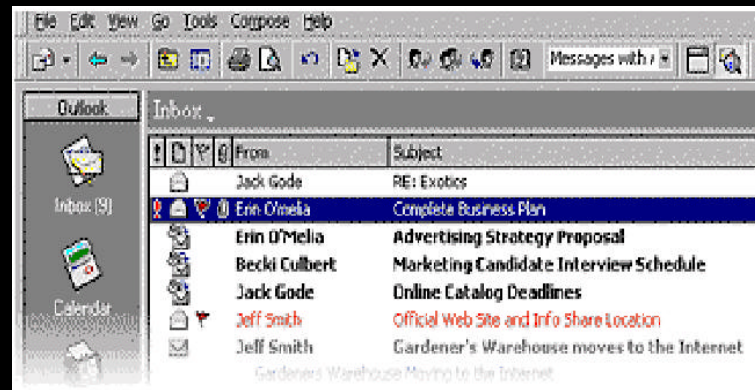 File Edit View Go Tools Compose Help
Messages with
Outlook
Inbox
From Subject
Jack Gode RE: Exotics
Inbox (9)
Erin O'melia Complete Business Plan
Erin O'Melia Advertising Strategy Proposal
Becki Culbert Marketing Candidate Interview Schedule
Jack Gode Online Catalog Deadlines
Calendar
Jeff Smith Official Web Site and Info Share Location
Jeff Smith Gardener's Warehouse moves to the Internet
Gardeners Warehouse Moving to the Internet